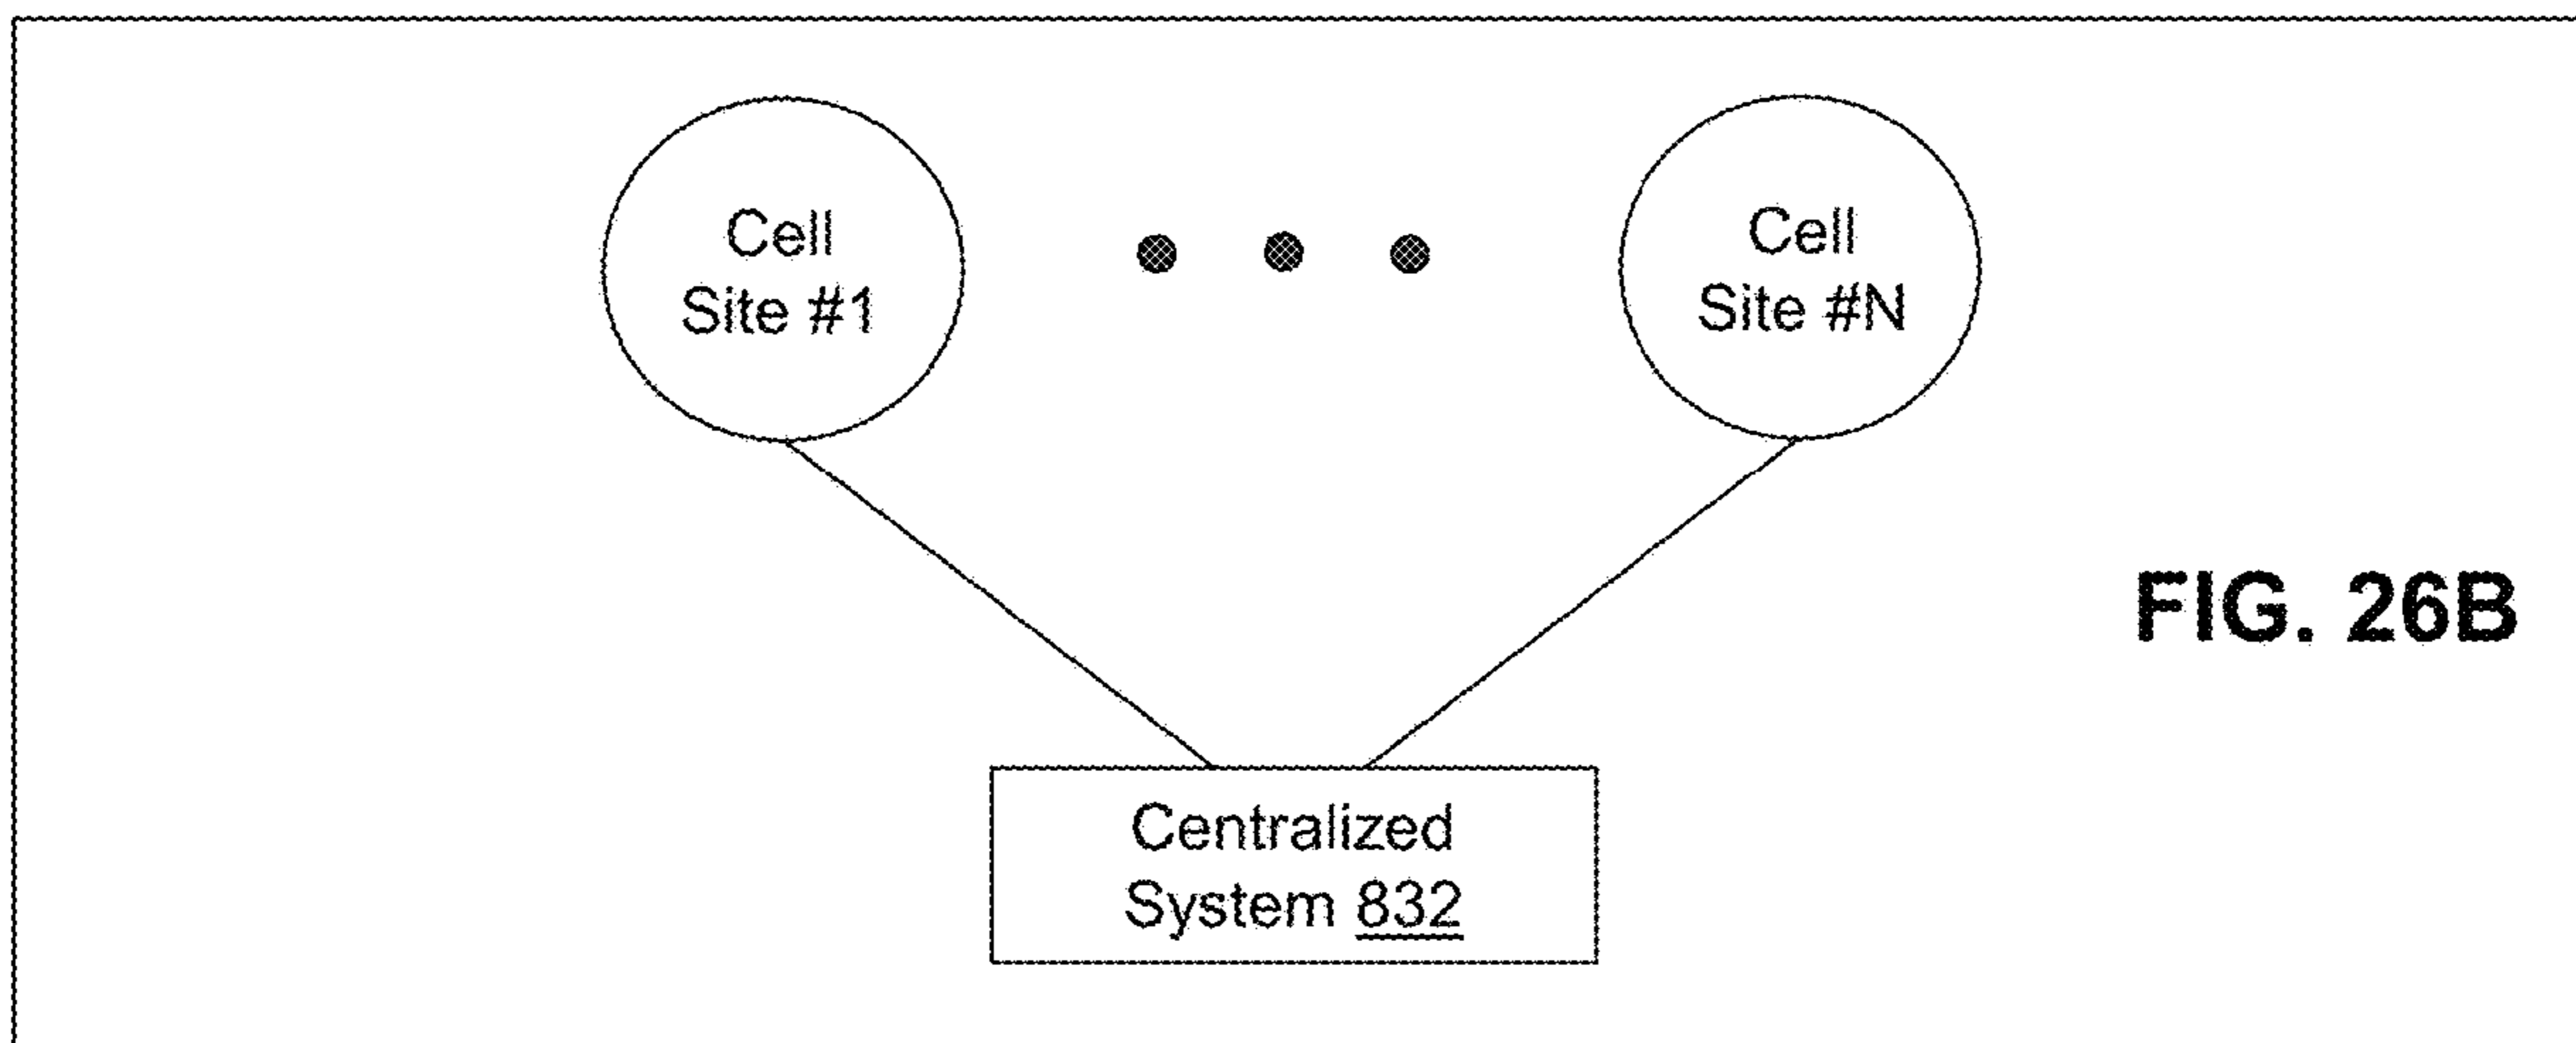 Cell
Site #1
Cell
Site #N
FIG. 26B
Centralized
System 832